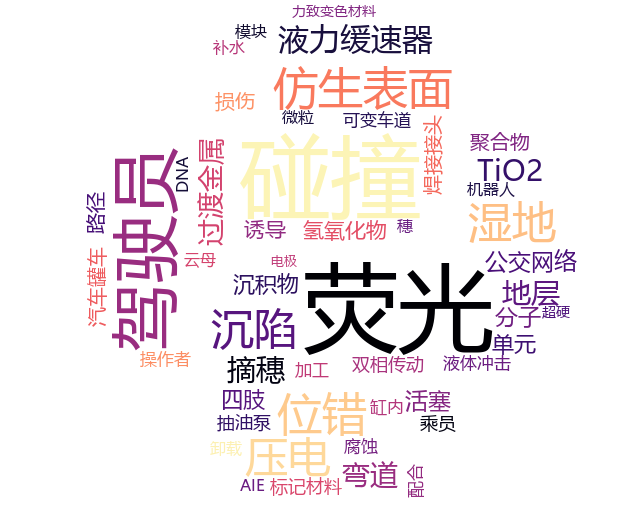 力致变色材料
模块
液力缓速器
补水
仿生表面
损伤
微粒
可变车道
碰撞
焊接接头
聚合物
TiO2
机器人
过渡金属
驾驶员
DNA
路径
湿地
诱导
氢氧化物
穗
云母
电极
公交网络
汽车罐车
沉积物
荧光
地层
超硬
沉陷
分子
单元
操作者
摘穗
加工
双相传动
液体冲击
四肢
位错
缸内
活塞
抽油泵
乘员
卸载
压电
腐蚀
弯道
配合
AIE
标记材料